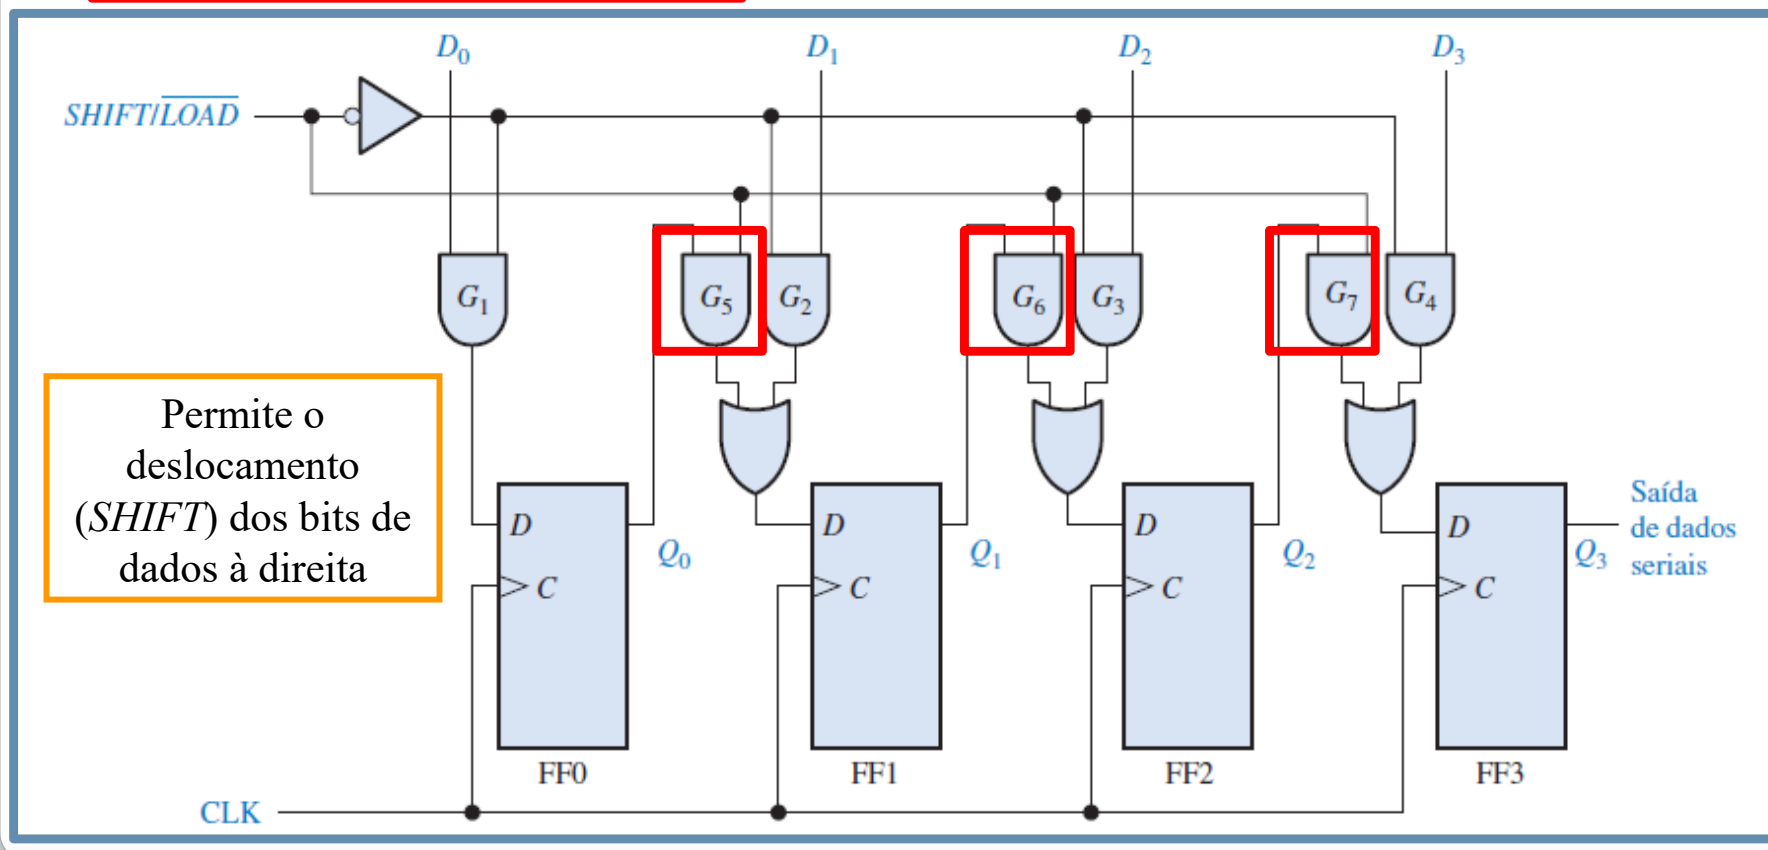 D₀ D₁ D₂ D₃
SHIFT/L̅O̅A̅D̅
G₁ G₅ G₂ G₆ G₃ G₇ G₄
Permite o
deslocamento
(SHIFT) dos bits de
dados à direita
D D D D
Q₀ Q₁ Q₂ Q₃
C C C C
Saída
de dados
seriais
FF0 FF1 FF2 FF3
CLK